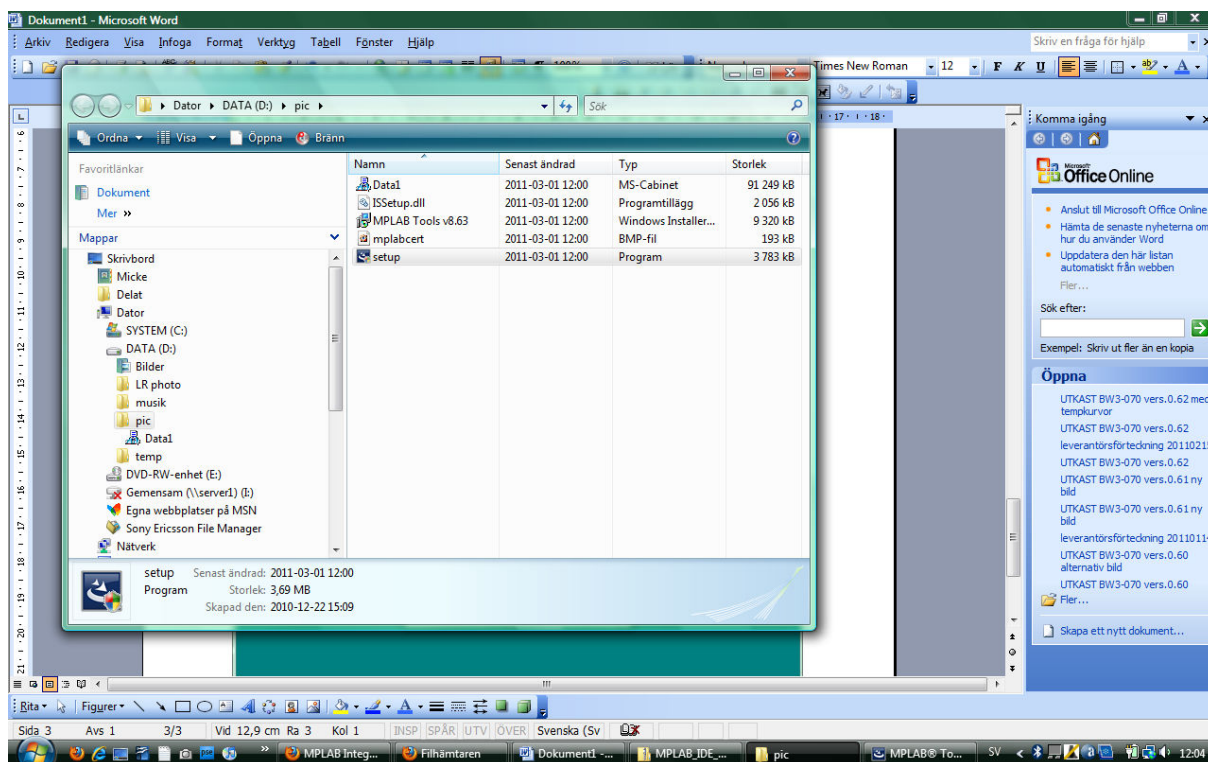 Dokument1 - Microsoft Word
Arkiv Redigera Visa Infoga Format Verktyg Tabell Fönster Hjälp
Skriv en fråga för hjälp
Times New Roman 12 F K U
17 18
Dator DATA (D:) pic
Sök
Ordna Visa Öppna Bränn
Favoritlänkar
Dokument
Mer »
Mappar
Skrivbord
Micke
Delat
Dator
SYSTEM (C:)
DATA (D:)
Bilder
LR photo
musik
pic
Data1
temp
DVD-RW-enhet (E:)
Gemensam (\\server1) (I:)
Egna webbplatser på MSN
Sony Ericsson File Manager
Nätverk
Namn Senast ändrad Typ Storlek
Data1 2011-03-01 12:00 MS-Cabinet 91 249 kB
ISSetup.dll 2011-03-01 12:00 Programtillägg 2 056 kB
MPLAB Tools v8.63 2011-03-01 12:00 Windows Installer... 9 320 kB
mplabcert 2011-03-01 12:00 BMP-fil 193 kB
setup 2011-03-01 12:00 Program 3 783 kB
setup Senast ändrad: 2011-03-01 12:00
Program Storlek: 3,69 MB
Skapad den: 2010-12-22 15:09
Komma igång
Microsoft
Office Online
Anslut till Microsoft Office Online
Hämta de senaste nyheterna om
hur du använder Word
Uppdatera den här listan
automatiskt från webben
Fler...
Sök efter:
Exempel: Skriv ut fler än en kopia
Öppna
UTKAST BW3-070 vers.0.62 med
tempkurvor
UTKAST BW3-070 vers.0.62
leverantörsförteckning 2011021
UTKAST BW3-070 vers.0.62
UTKAST BW3-070 vers.0.61 ny
bild
UTKAST BW3-070 vers.0.61 ny
bild
leverantörsförteckning 2011011
UTKAST BW3-070 vers.0.60
alternativ bild
UTKAST BW3-070 vers.0.60
Fler...
Skapa ett nytt dokument...
Rita Figurer
Sida 3 Avs 1 3/3 Vid 12,9 cm Ra 3 Kol 1 INSP SPÅR UTV ÖVER Svenska (Sv
MPLAB Integ... Filhämtaren Dokument1 -... MPLAB_IDE_... pic MPLAB® To... SV 12:04